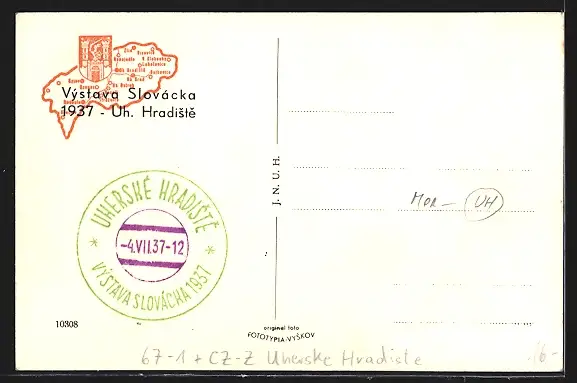 Výstava Slovácka
1937 - Uh. Hradiště
UHERSKÉ HRADIŠTĚ
-4.VII.37-12
* VÝSTAVA SLOVÁCKA 1937 *
J. N. U. H.
MOR - UH
10308
original foto
FOTOTYPIA-VYŠKOV
67-1 + CZ-Z Uherske Hradiste
16-